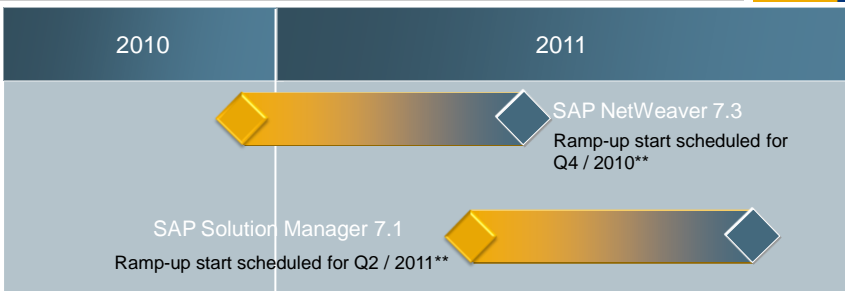 2010
2011
SAP NetWeaver 7.3
Ramp-up start scheduled for
Q4 / 2010**
SAP Solution Manager 7.1
Ramp-up start scheduled for Q2 / 2011**